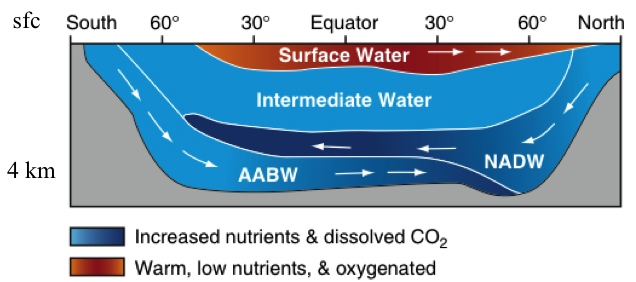 sfc South 60° 30° Equator 30° 60° North
Surface Water
Intermediate Water
NADW
4 km AABW
Increased nutrients & dissolved CO₂
Warm, low nutrients, & oxygenated